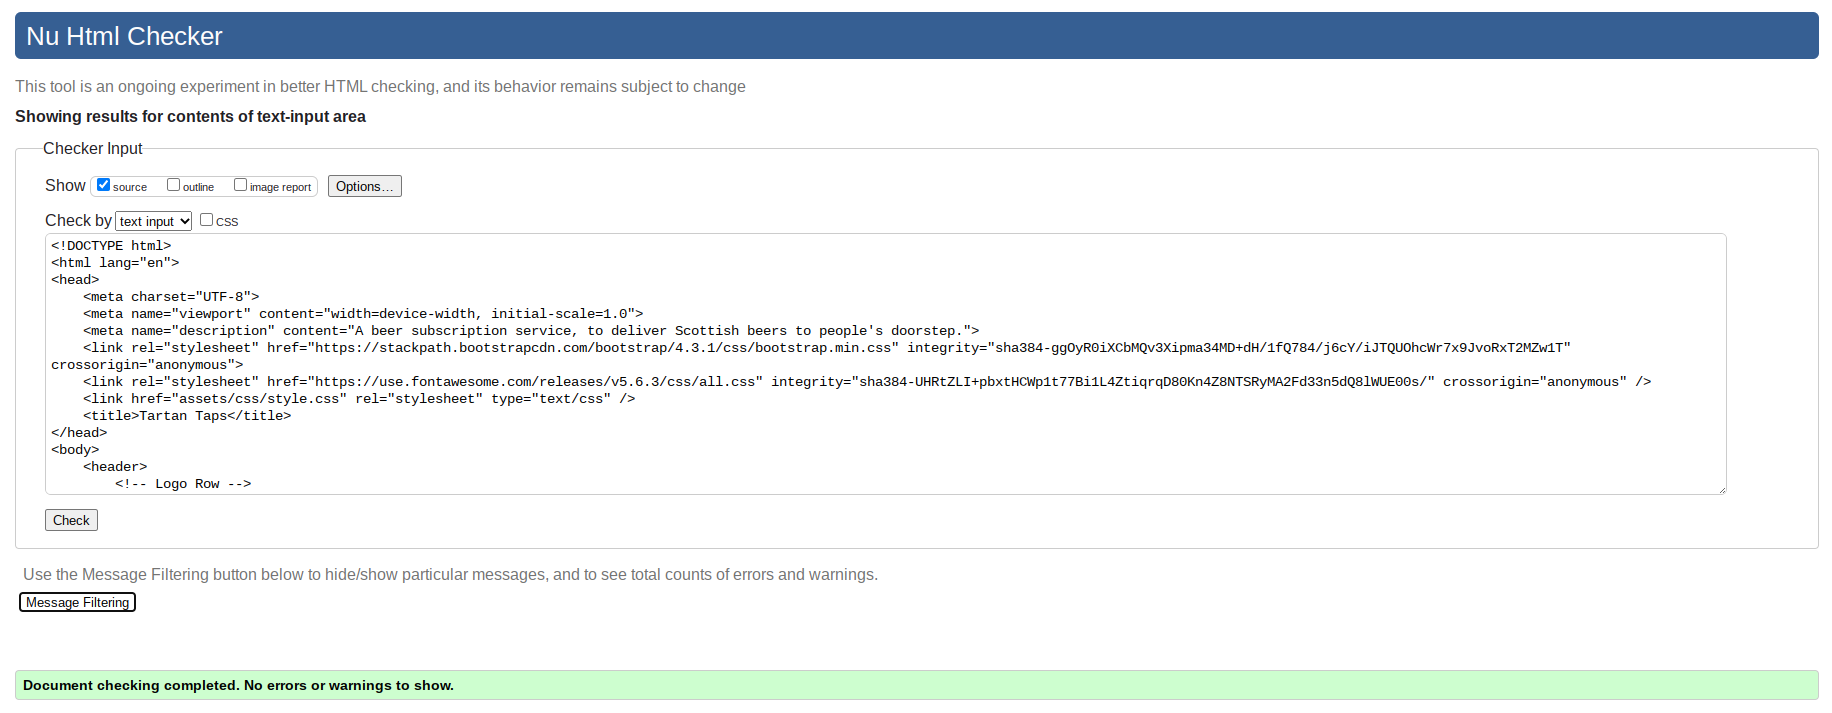 Nu Html Checker
This tool is an ongoing experiment in better HTML checking, and its behavior remains subject to change
Showing results for contents of text-input area
Checker Input
Show source outline image report Options...
Check by text input CSS
<!DOCTYPE html>
<html lang="en">
<head>
    <meta charset="UTF-8">
    <meta name="viewport" content="width=device-width, initial-scale=1.0">
    <meta name="description" content="A beer subscription service, to deliver Scottish beers to people's doorstep.">
    <link rel="stylesheet" href="https://stackpath.bootstrapcdn.com/bootstrap/4.3.1/css/bootstrap.min.css" integrity="sha384-ggOyR0iXCbMQv3Xipma34MD+dH/1fQ784/j6cY/iJTQUOhcWr7x9JvoRxT2MZw1T"
crossorigin="anonymous">
    <link rel="stylesheet" href="https://use.fontawesome.com/releases/v5.6.3/css/all.css" integrity="sha384-UHRtZLI+pbxtHCWp1t77Bi1L4ZtiqrqD80Kn4Z8NTSRyMA2Fd33n5dQ8lWUE00s/" crossorigin="anonymous" />
    <link href="assets/css/style.css" rel="stylesheet" type="text/css" />
    <title>Tartan Taps</title>
</head>
<body>
    <header>
        <!-- Logo Row -->
Check
Use the Message Filtering button below to hide/show particular messages, and to see total counts of errors and warnings.
Message Filtering
Document checking completed. No errors or warnings to show.